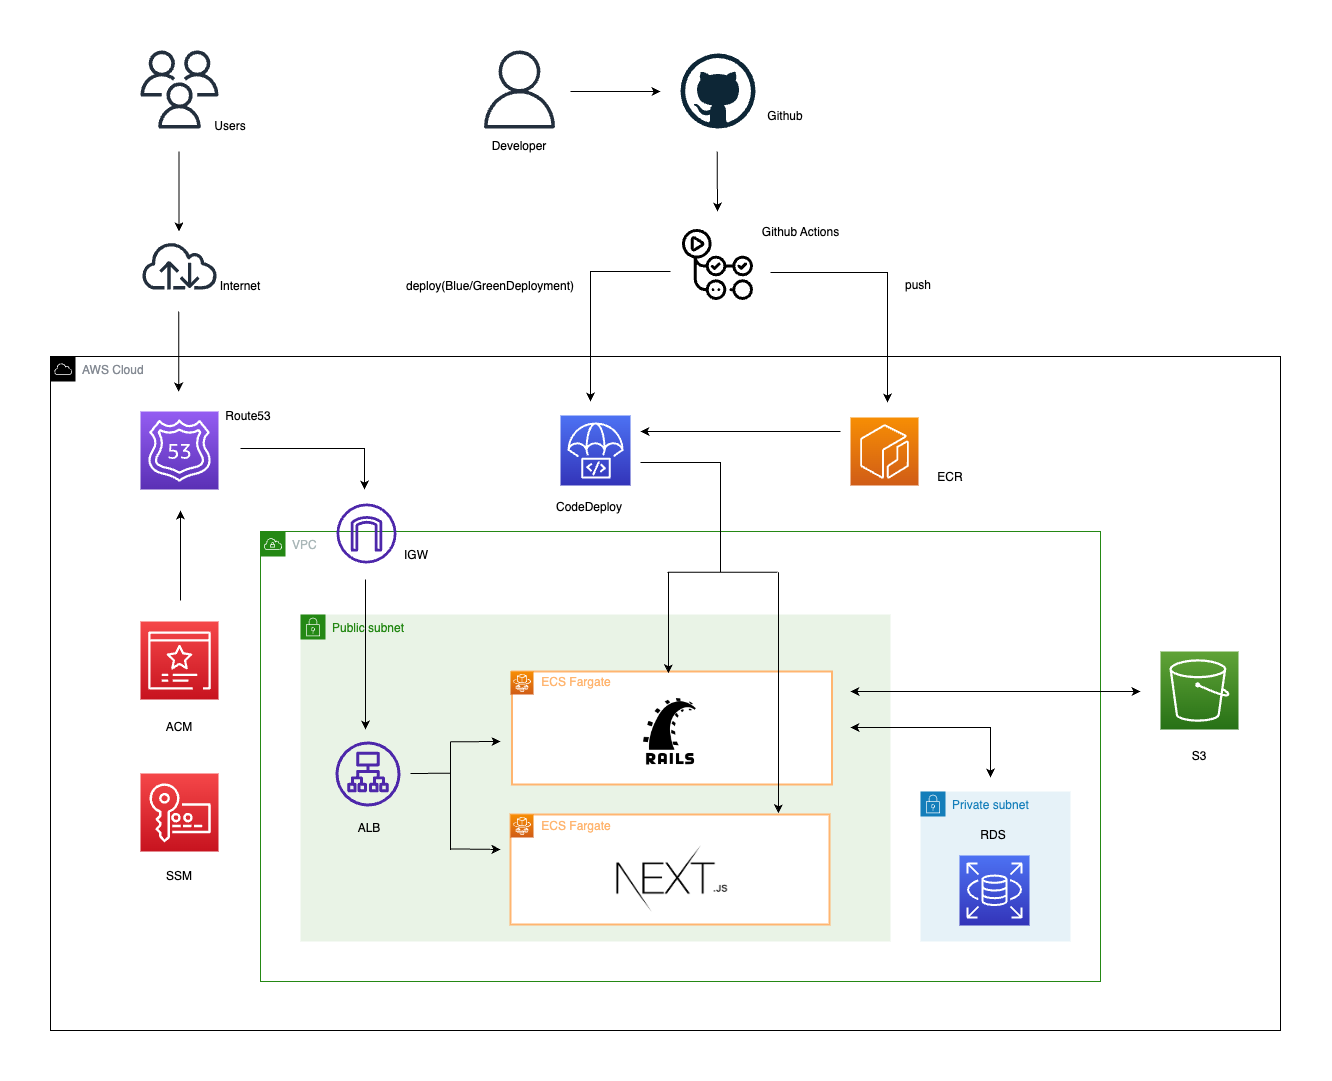 Users
Developer
Github
Github Actions
Internet
deploy(Blue/GreenDeployment)
push
AWS Cloud
Route53
53
</>
CodeDeploy
ECR
VPC
IGW
Public subnet
ECS Fargate
RAILS
ACM
S3
ALB
ECS Fargate
NEXT.JS
Private subnet
RDS
SSM